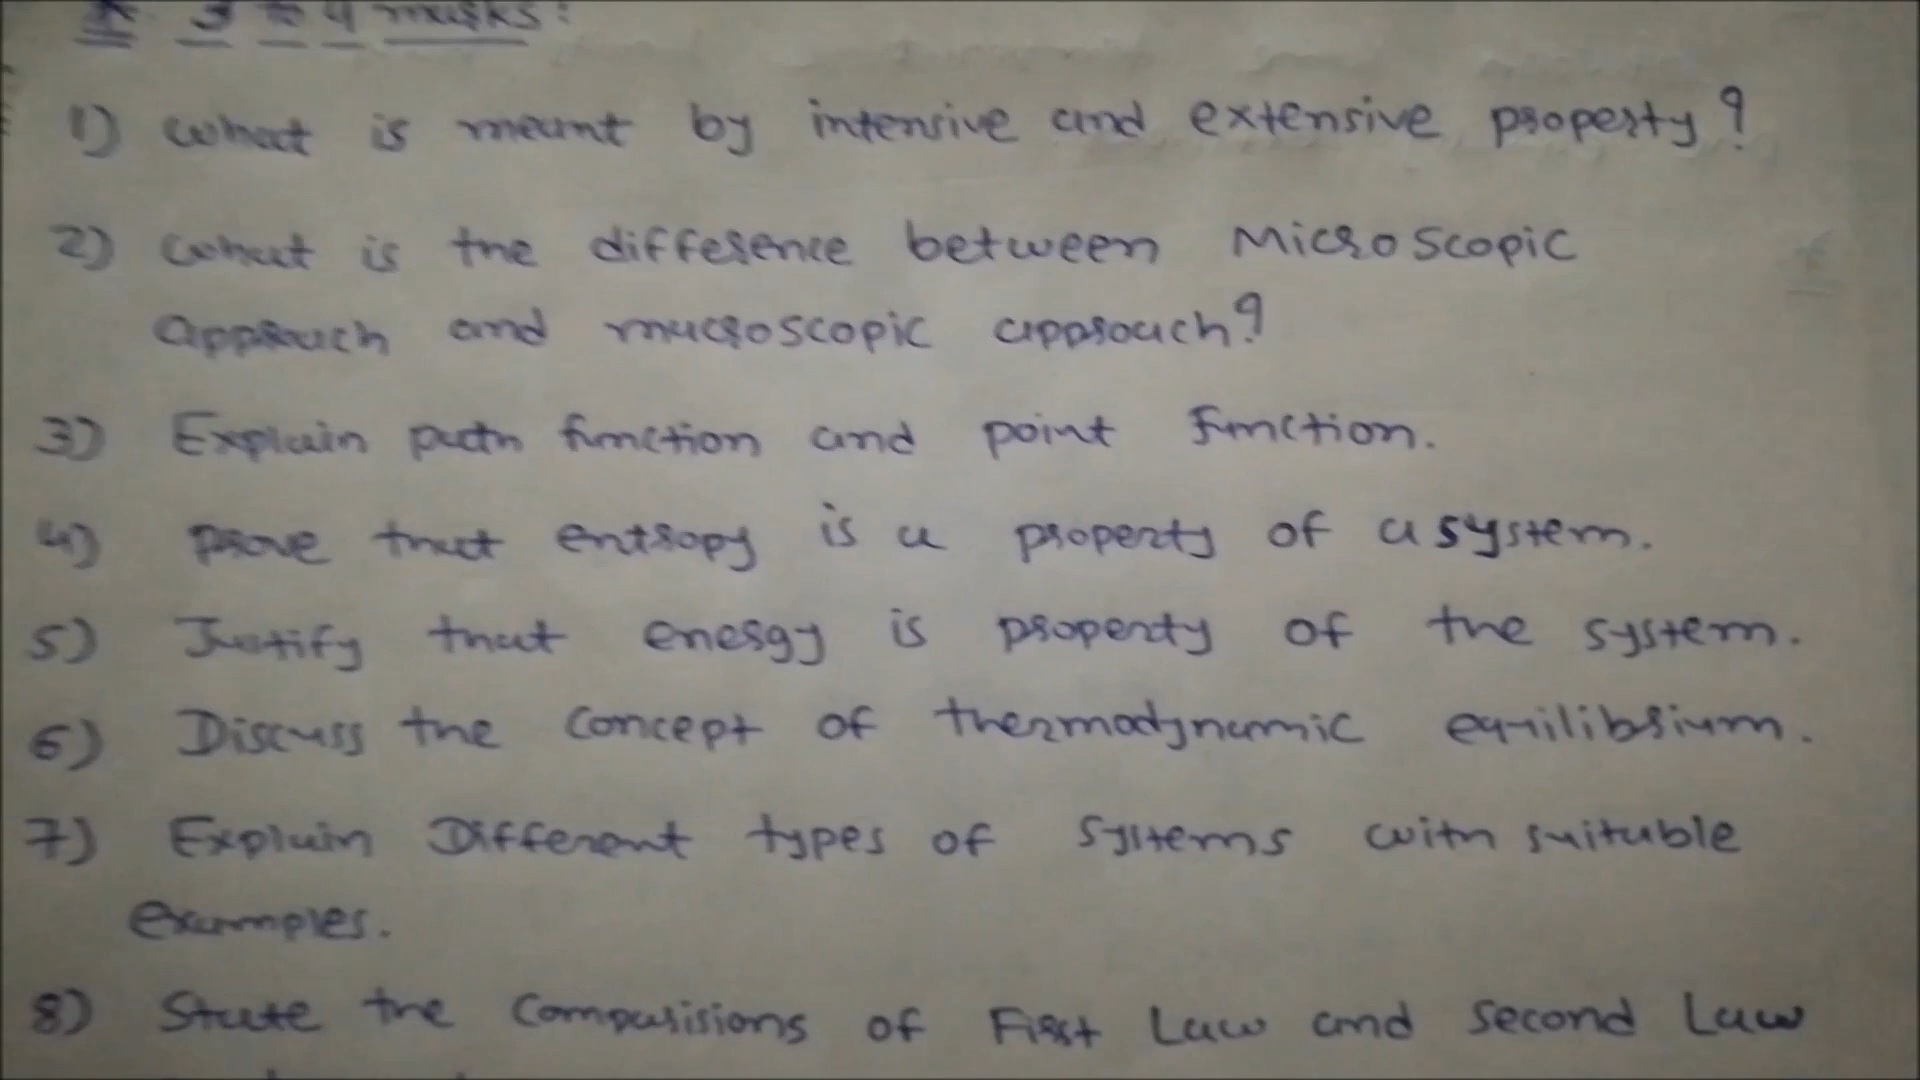 3 = 4 marks:
1) What is meant by intensive and extensive property?
2) What is the difference between Microscopic
Approach and macroscopic approach?
3) Explain path function and point function.
4) Prove that entropy is a property of a system.
5) Justify that energy is property of the system.
6) Discuss the concept of thermodynamic equilibrium.
7) Explain Different types of systems with suitable
examples.
8) State the Comparisions of First Law and second Law